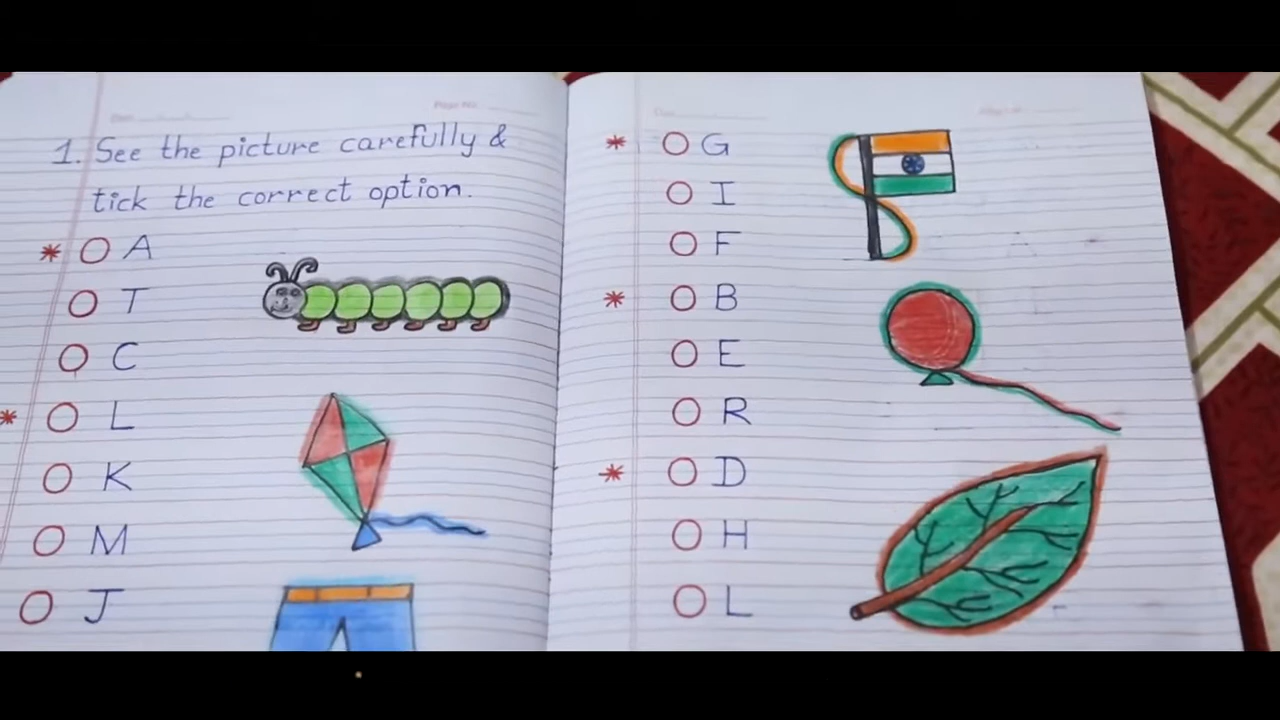 1. See the picture carefully &
tick the correct option.
* O A
O T
O C
* O L
O K
O M
O J
* O G
O I
O F
* O B
O E
O R
* O D
O H
O L